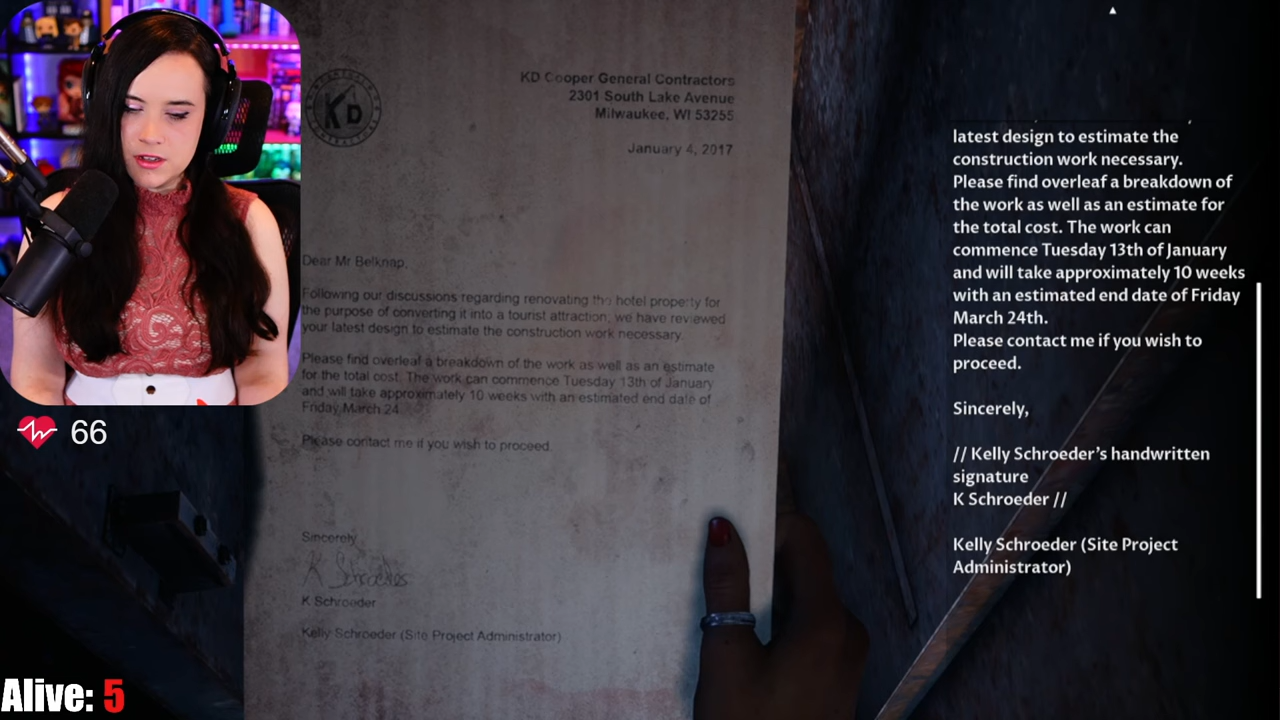 KD
KD Cooper General Contractors
2301 South Lake Avenue
Milwaukee, WI 53255
January 4, 2017
Dear Mr Belknap,
Following our discussions regarding renovating the hotel property for
the purpose of converting it into a tourist attraction, we have reviewed
your latest design to estimate the construction work necessary.
Please find overleaf a breakdown of the work as well as an estimate
for the total cost. The work can commence Tuesday 13th of January
and will take approximately 10 weeks with an estimated end date of
Friday March 24
Please contact me if you wish to proceed.
Sincerely
K Schroeder
K Schroeder
Kelly Schroeder (Site Project Administrator)
latest design to estimate the
construction work necessary.
Please find overleaf a breakdown of
the work as well as an estimate for
the total cost. The work can
commence Tuesday 13th of January
and will take approximately 10 weeks
with an estimated end date of Friday
March 24th.
Please contact me if you wish to
proceed.
Sincerely,
// Kelly Schroeder's handwritten
signature
K Schroeder //
Kelly Schroeder (Site Project
Administrator)
66
Alive: 5